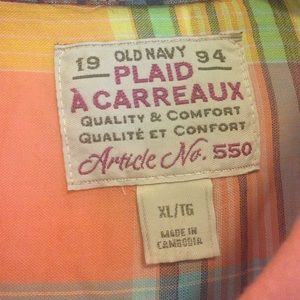 19 OLD NAVY 94
PLAID
À CARREAUX
QUALITY & COMFORT
QUALITÉ ET CONFORT
Article No. 550
XL/TG
MADE IN
CAMBODIA